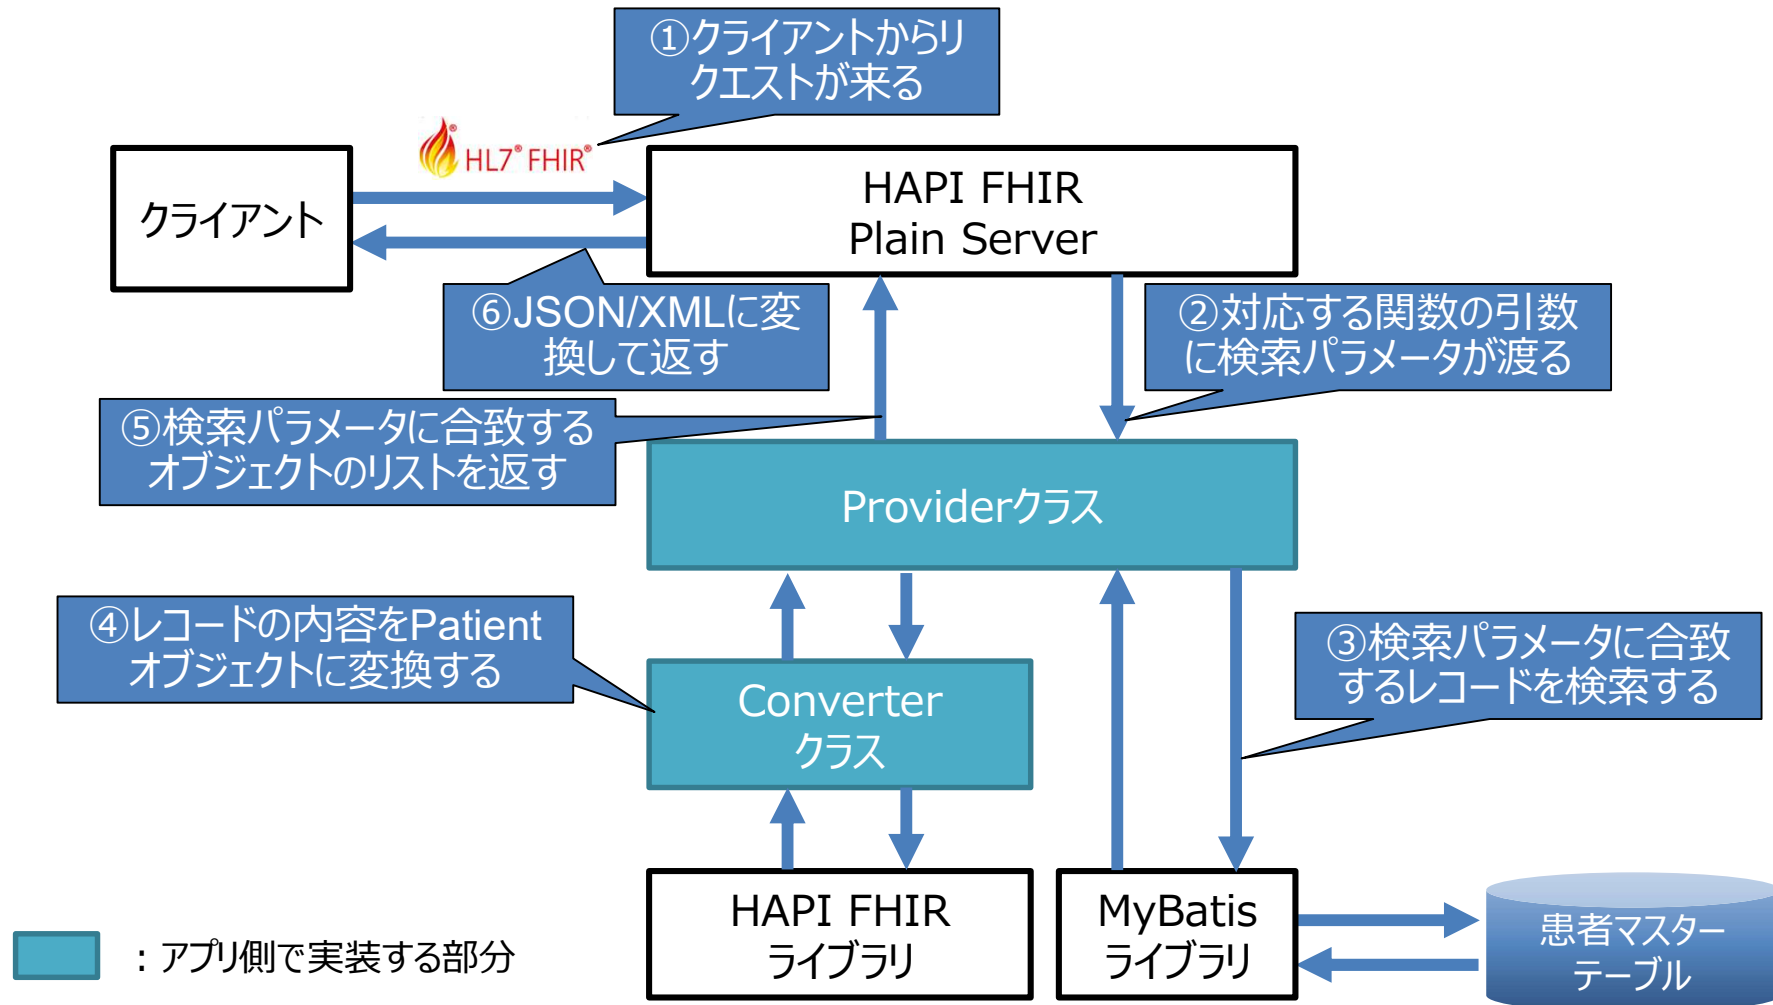 ①クライアントからリ
クエストが来る
HL7® FHIR®
クライアント
HAPI FHIR
Plain Server
⑥JSON/XMLに変
換して返す
②対応する関数の引数
に検索パラメータが渡る
⑤検索パラメータに合致する
オブジェクトのリストを返す
Providerクラス
④レコードの内容をPatient
オブジェクトに変換する
③検索パラメータに合致
するレコードを検索する
Converter
クラス
HAPI FHIR
ライブラリ
MyBatis
ライブラリ
患者マスター
テーブル
：アプリ側で実装する部分